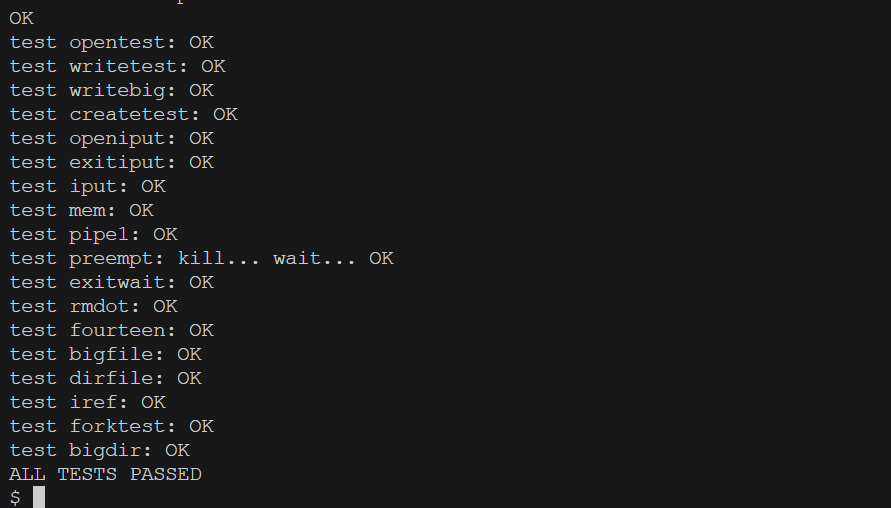 OK
test opentest: OK
test writetest: OK
test writebig: OK
test createtest: OK
test openiput: OK
test exitiput: OK
test iput: OK
test mem: OK
test pipe1: OK
test preempt: kill... wait... OK
test exitwait: OK
test rmdot: OK
test fourteen: OK
test bigfile: OK
test dirfile: OK
test iref: OK
test forktest: OK
test bigdir: OK
ALL TESTS PASSED
$